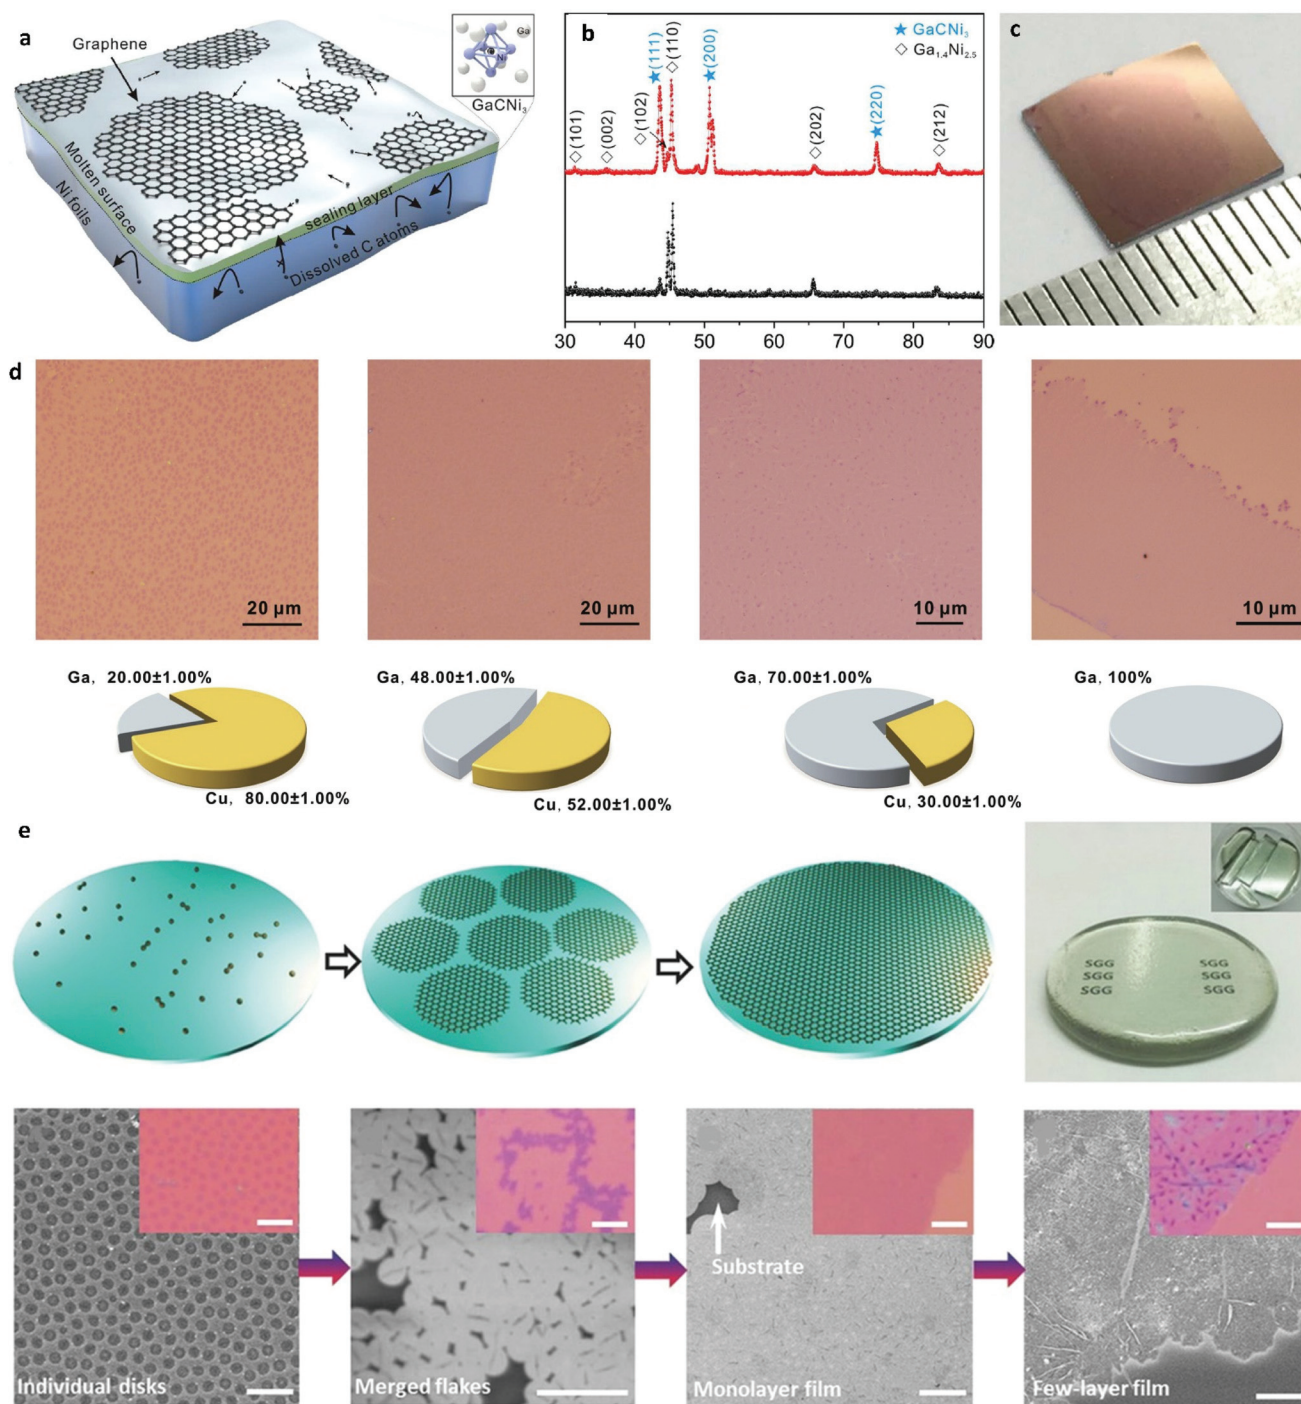 a
Graphene
Ga
Ni
GaCNi₃
Molten surface
Ni foils
sealing layer
Dissolved C atoms
b
(101)
(002)
(102)
(111)
(110)
(200)
(202)
(220)
(212)
GaCNi₃
Ga₁.₄Ni₂.₅
30 40 50 60 70 80 90
c
d
20 µm
20 µm
10 µm
10 µm
Ga, 20.00±1.00%
Cu, 80.00±1.00%
Ga, 48.00±1.00%
Cu, 52.00±1.00%
Ga, 70.00±1.00%
Cu, 30.00±1.00%
Ga, 100%
e
SGG SGG
SGG SGG
SGG SGG
Individual disks
Merged flakes
Substrate
Monolayer film
Few-layer film